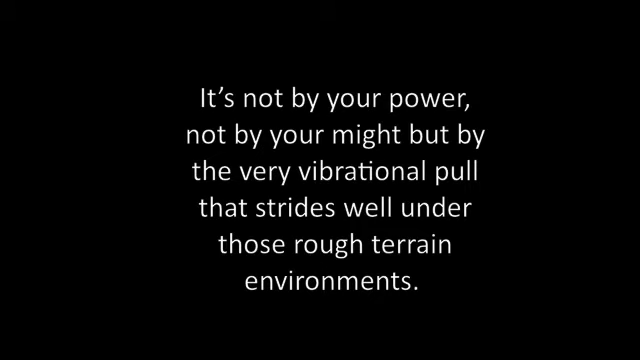 It’s not by your power,
not by your might but by
the very vibrational pull
that strides well under
those rough terrain
environments.